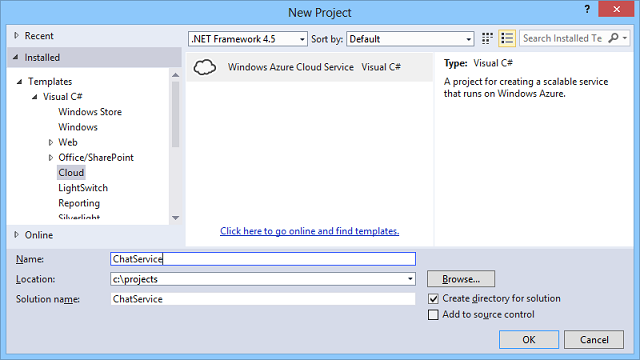 New Project
Recent
Installed
Templates
Visual C#
Windows Store
Windows
Web
Office/SharePoint
Cloud
LightSwitch
Reporting
Silverlight
Online
.NET Framework 4.5 Sort by: Default Search Installed Te
Windows Azure Cloud Service Visual C#
Click here to go online and find templates.
Type: Visual C#
A project for creating a scalable service
that runs on Windows Azure.
Name: ChatService
Location: c:\projects Browse...
Solution name: ChatService
Create directory for solution
Add to source control
OK Cancel